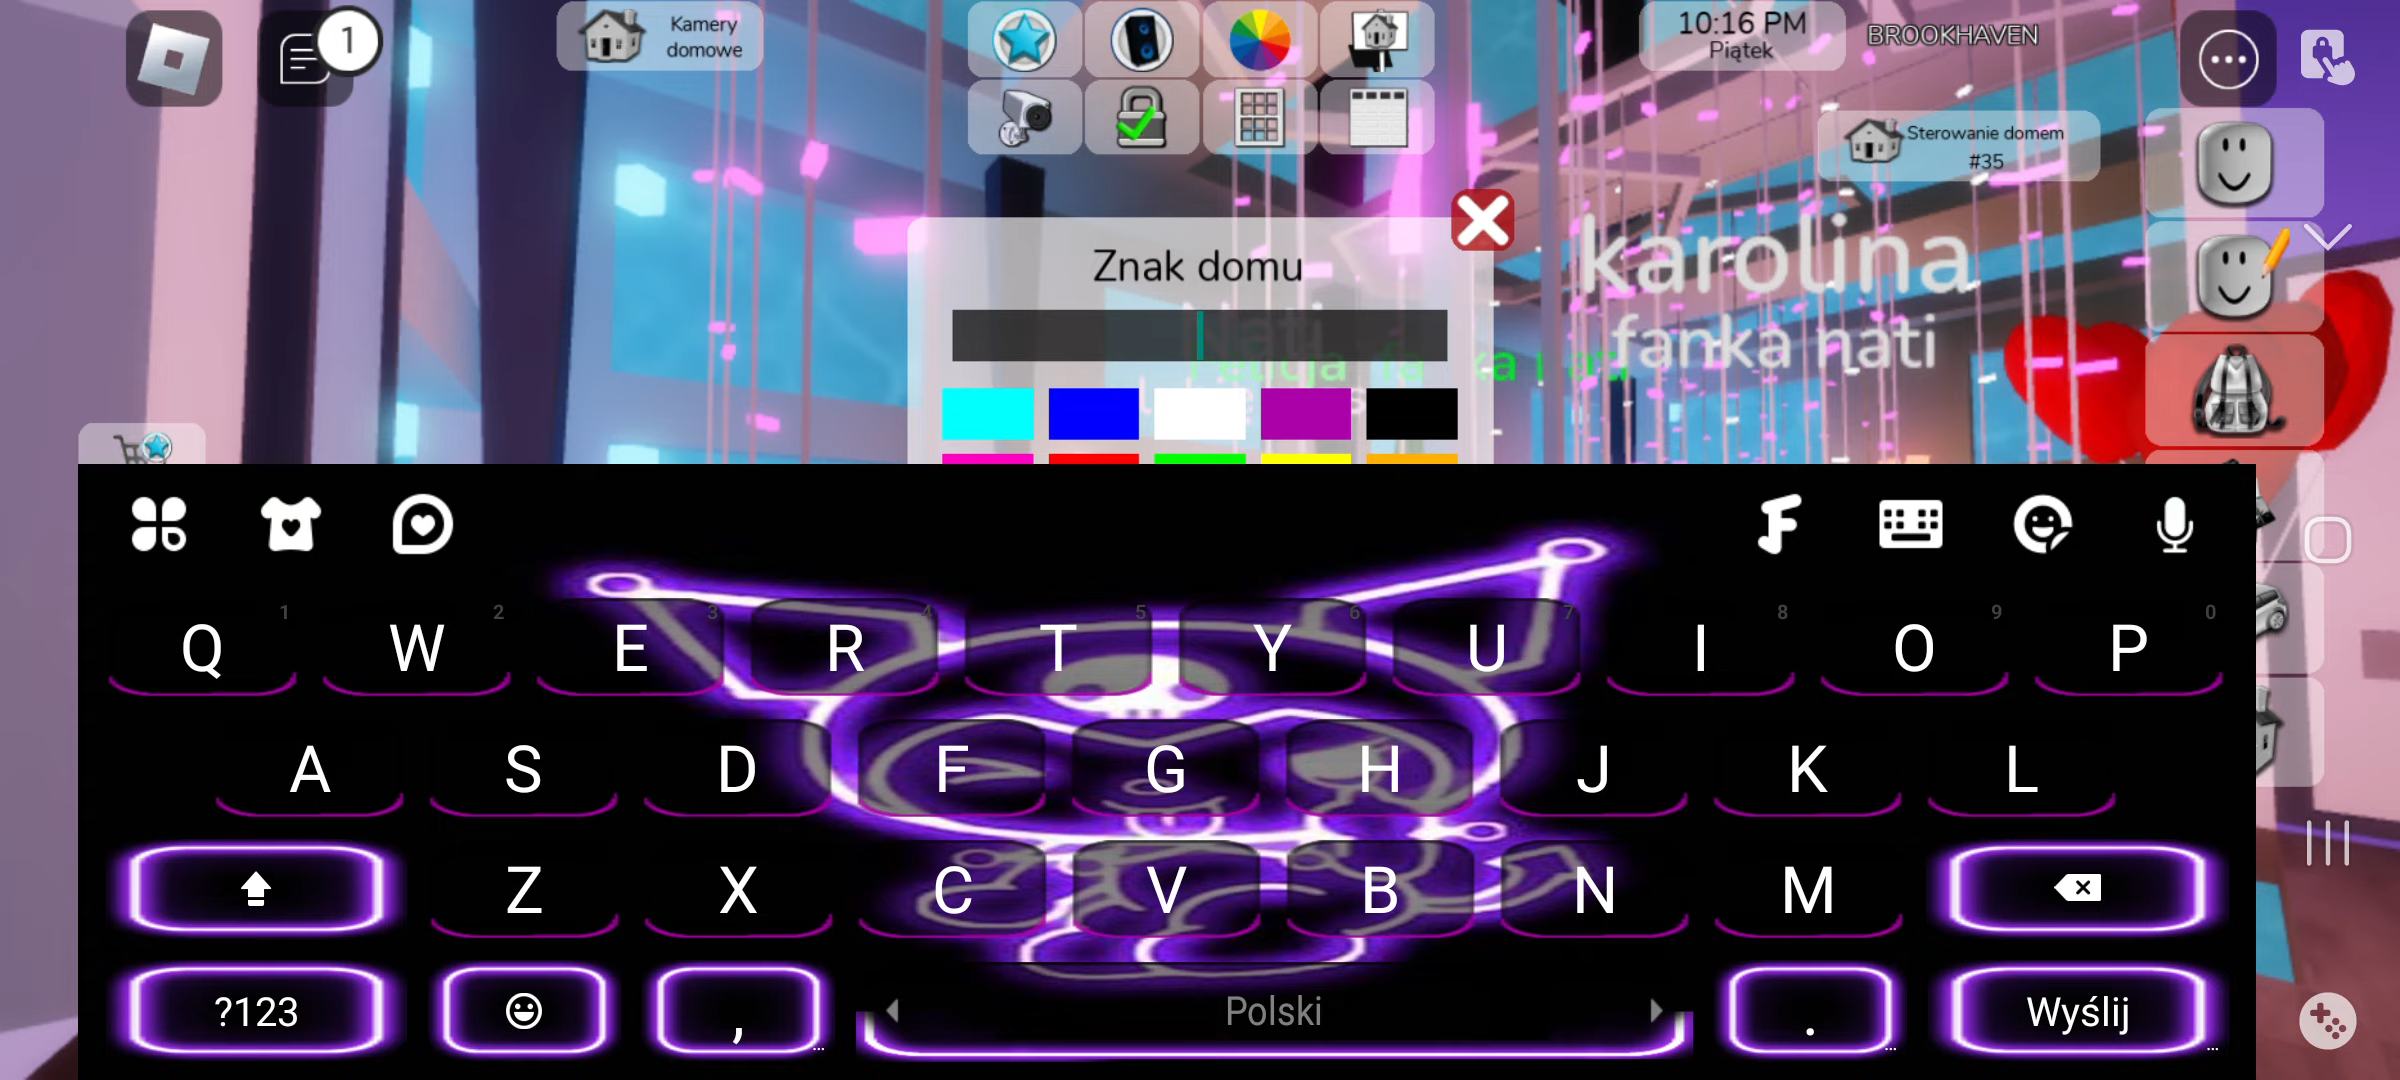 1
Kamery
domowe
10:16 PM
Piątek
BROOKHAVEN
Sterowanie domem
#35
Znak domu
karolina
fanka nati
Nati
1 2 3 4 5 6 7 8 9 0
Q W E R T Y U I O P
A S D F G H J K L
Z X C V B N M
?123 , Polski . Wyślij